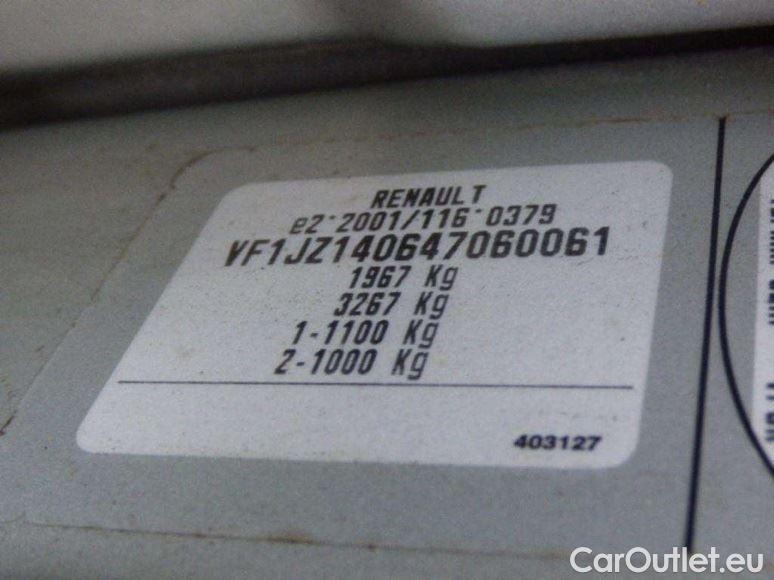 RENAULT
e2*2001/116*0379
VF1JZ140647060061
1967 Kg
3267 Kg
1-1100 Kg
2-1000 Kg
403127
CarOutlet.eu